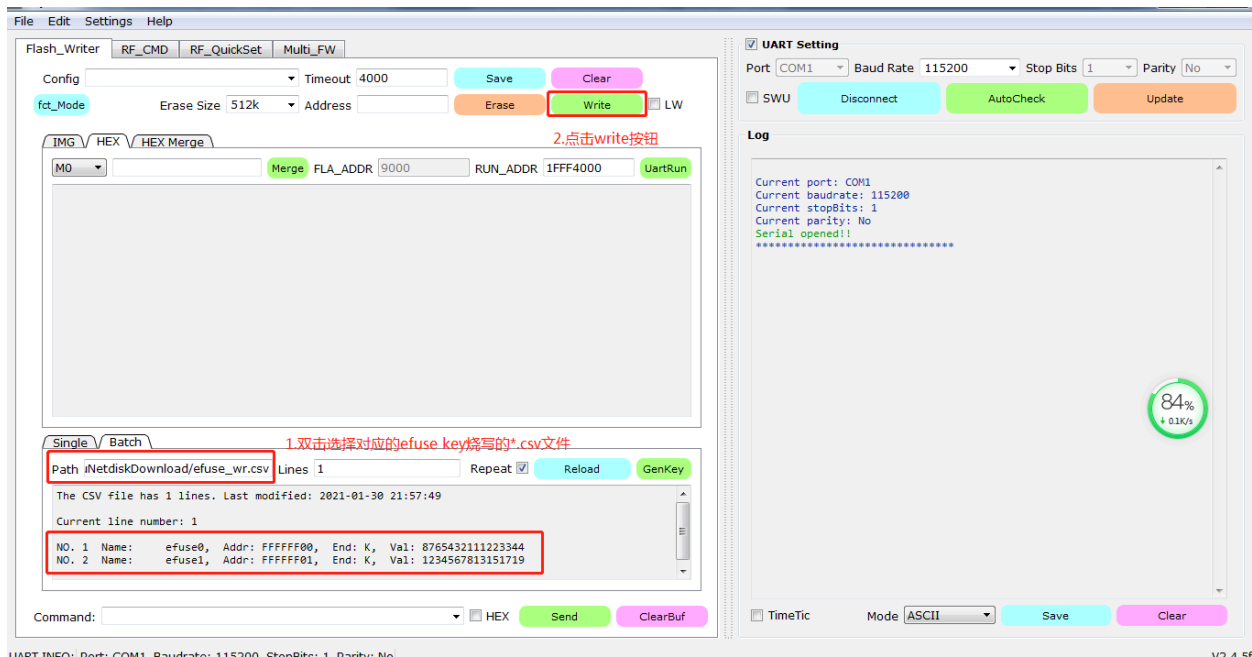 File Edit Settings Help
Flash_Writer RF_CMD RF_QuickSet Multi_FW
Config Timeout 4000 Save Clear
fct_Mode Erase Size 512k Address Erase Write LW
2.点击write按钮
IMG HEX HEX Merge
M0 Merge FLA_ADDR 9000 RUN_ADDR 1FFF4000 UartRun
Single Batch
1.双击选择对应的efuse key烧写的*.csv文件
Path NetdiskDownload/efuse_wr.csv Lines 1 Repeat Reload GenKey
The CSV file has 1 lines. Last modified: 2021-01-30 21:57:49
Current line number: 1
NO. 1 Name: efuse0, Addr: FFFFFF00, End: K, Val: 8765432111223344
NO. 2 Name: efuse1, Addr: FFFFFF01, End: K, Val: 1234567813151719
Command: HEX Send ClearBuf
UART INFO: Port: COM1 Baudrate: 115200 StopBits: 1 Parity: No
UART Setting
Port COM1 Baud Rate 115200 Stop Bits 1 Parity No
SWU Disconnect AutoCheck Update
Log
Current port: COM1
Current baudrate: 115200
Current stopBits: 1
Current parity: No
Serial opened!!
*******************************
84%
0.1K/s
TimeTic Mode ASCII Save Clear